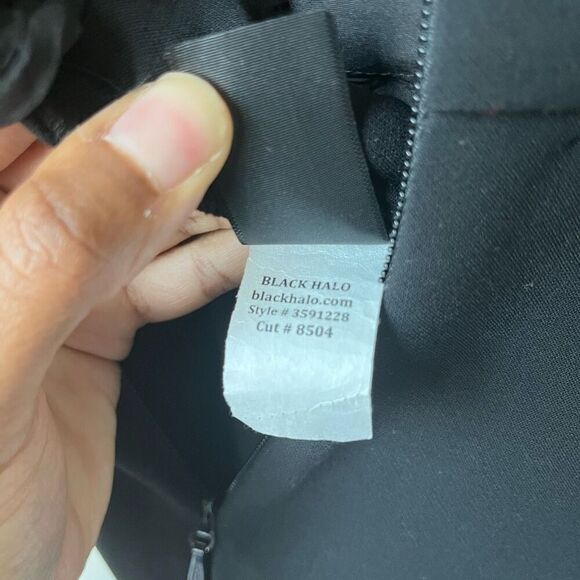 BLACK HALO
blackhalo.com
Style # 3591228
Cut # 8504